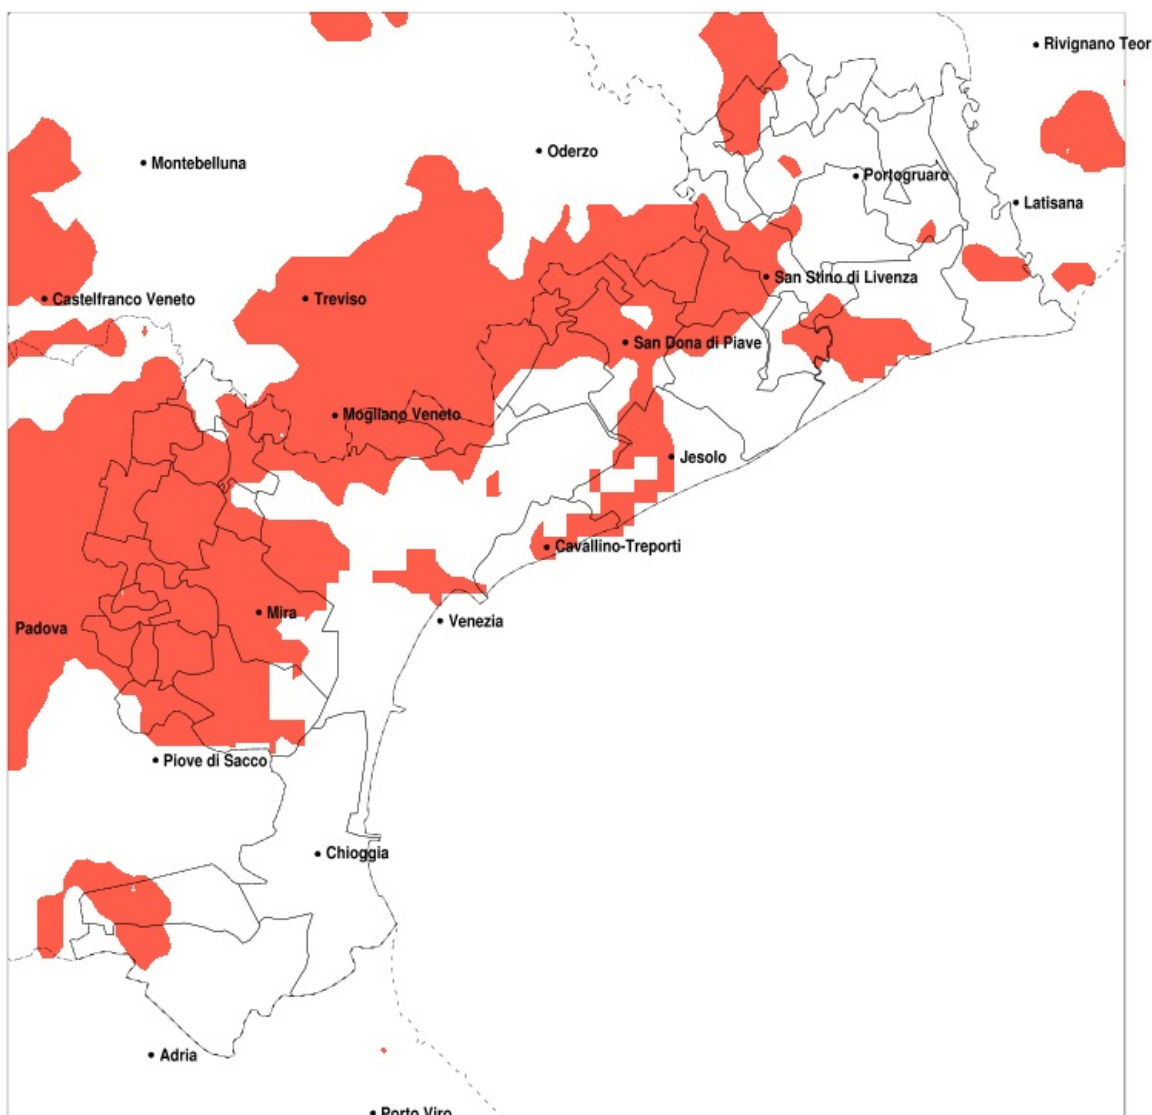 Rivignano Teor
Oderzo
Montebelluna
Portogruaro
Latisana
San Stino di Livenza
Castelfranco Veneto
Treviso
San Dona di Piave
Mogliano Veneto
Jesolo
Cavallino-Treporti
Mira
Venezia
Padova
Piove di Sacco
Chioggia
Adria
Porto Viro